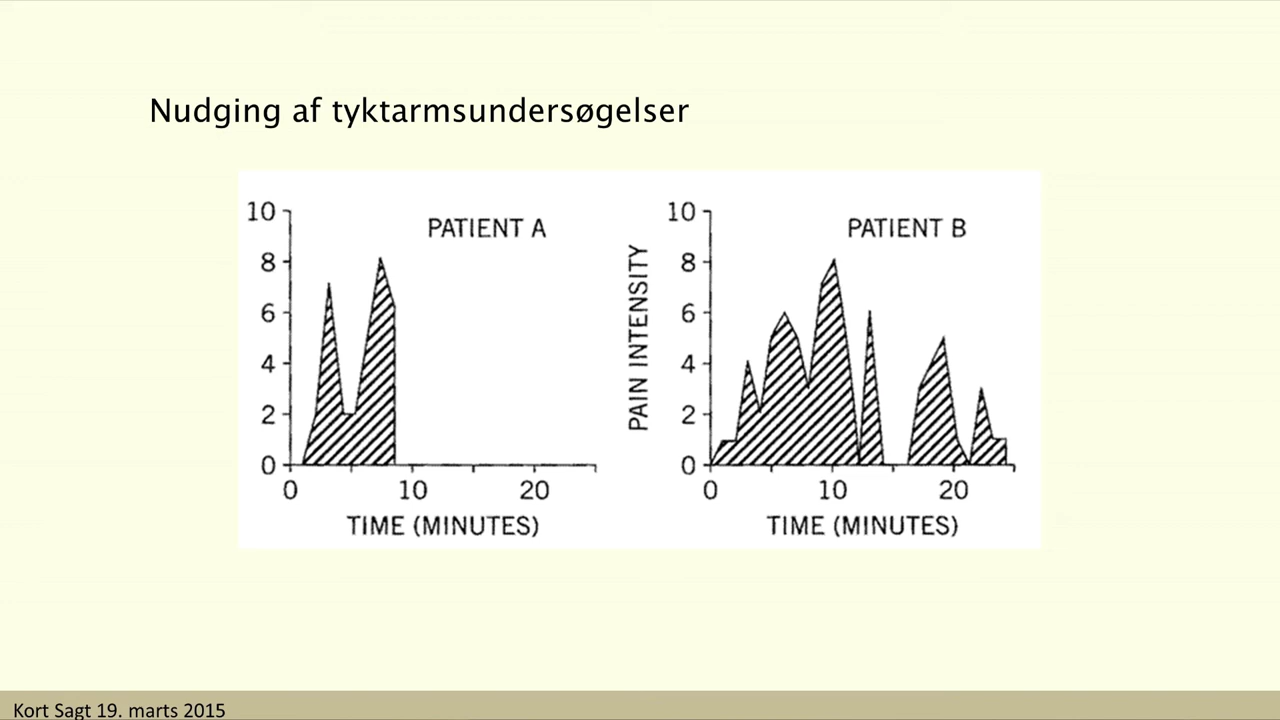 Nudging af tyktarmsundersøgelser
10
8
6
4
2
0
PATIENT A
0 10 20
TIME (MINUTES)
PAIN INTENSITY
10
8
6
4
2
0
PATIENT B
0 10 20
TIME (MINUTES)
Kort Sagt 19. marts 2015